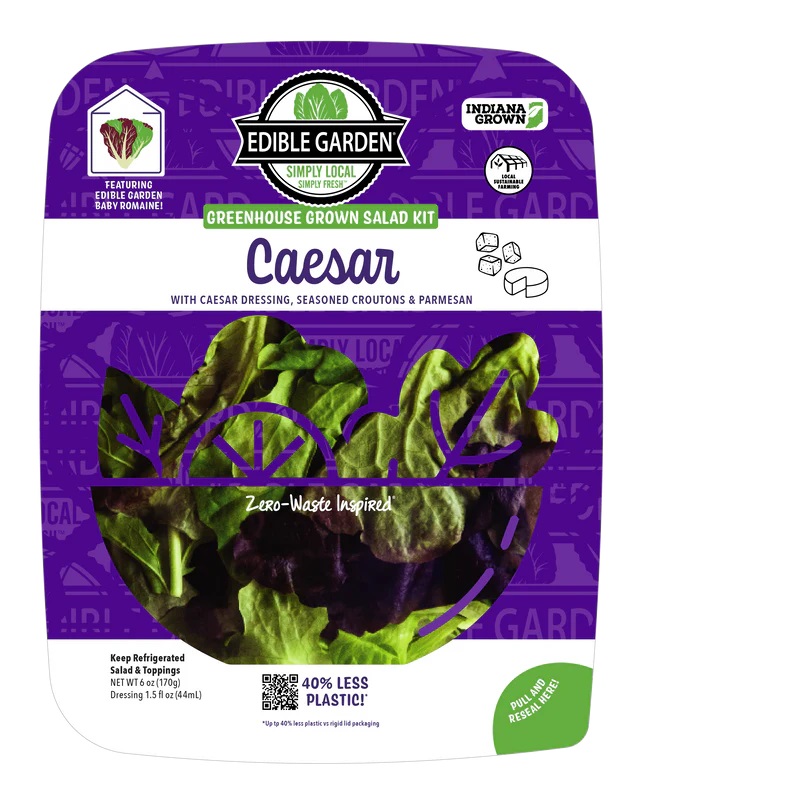 EDIBLE GARDEN®
SIMPLY LOCAL
SIMPLY FRESH™
INDIANA
GROWN
LOCAL
SUSTAINABLE
FARMING
FEATURING
EDIBLE GARDEN
BABY ROMAINE!
GREENHOUSE GROWN SALAD KIT
Caesar
WITH CAESAR DRESSING, SEASONED CROUTONS & PARMESAN
Zero-Waste Inspired®
Keep Refrigerated
Salad & Toppings
NET WT 6 oz (170g)
Dressing 1.5 fl oz (44mL)
40% LESS
PLASTIC!*
*Up tp 40% less plastic vs rigid lid packaging
PULL AND
RESEAL HERE!